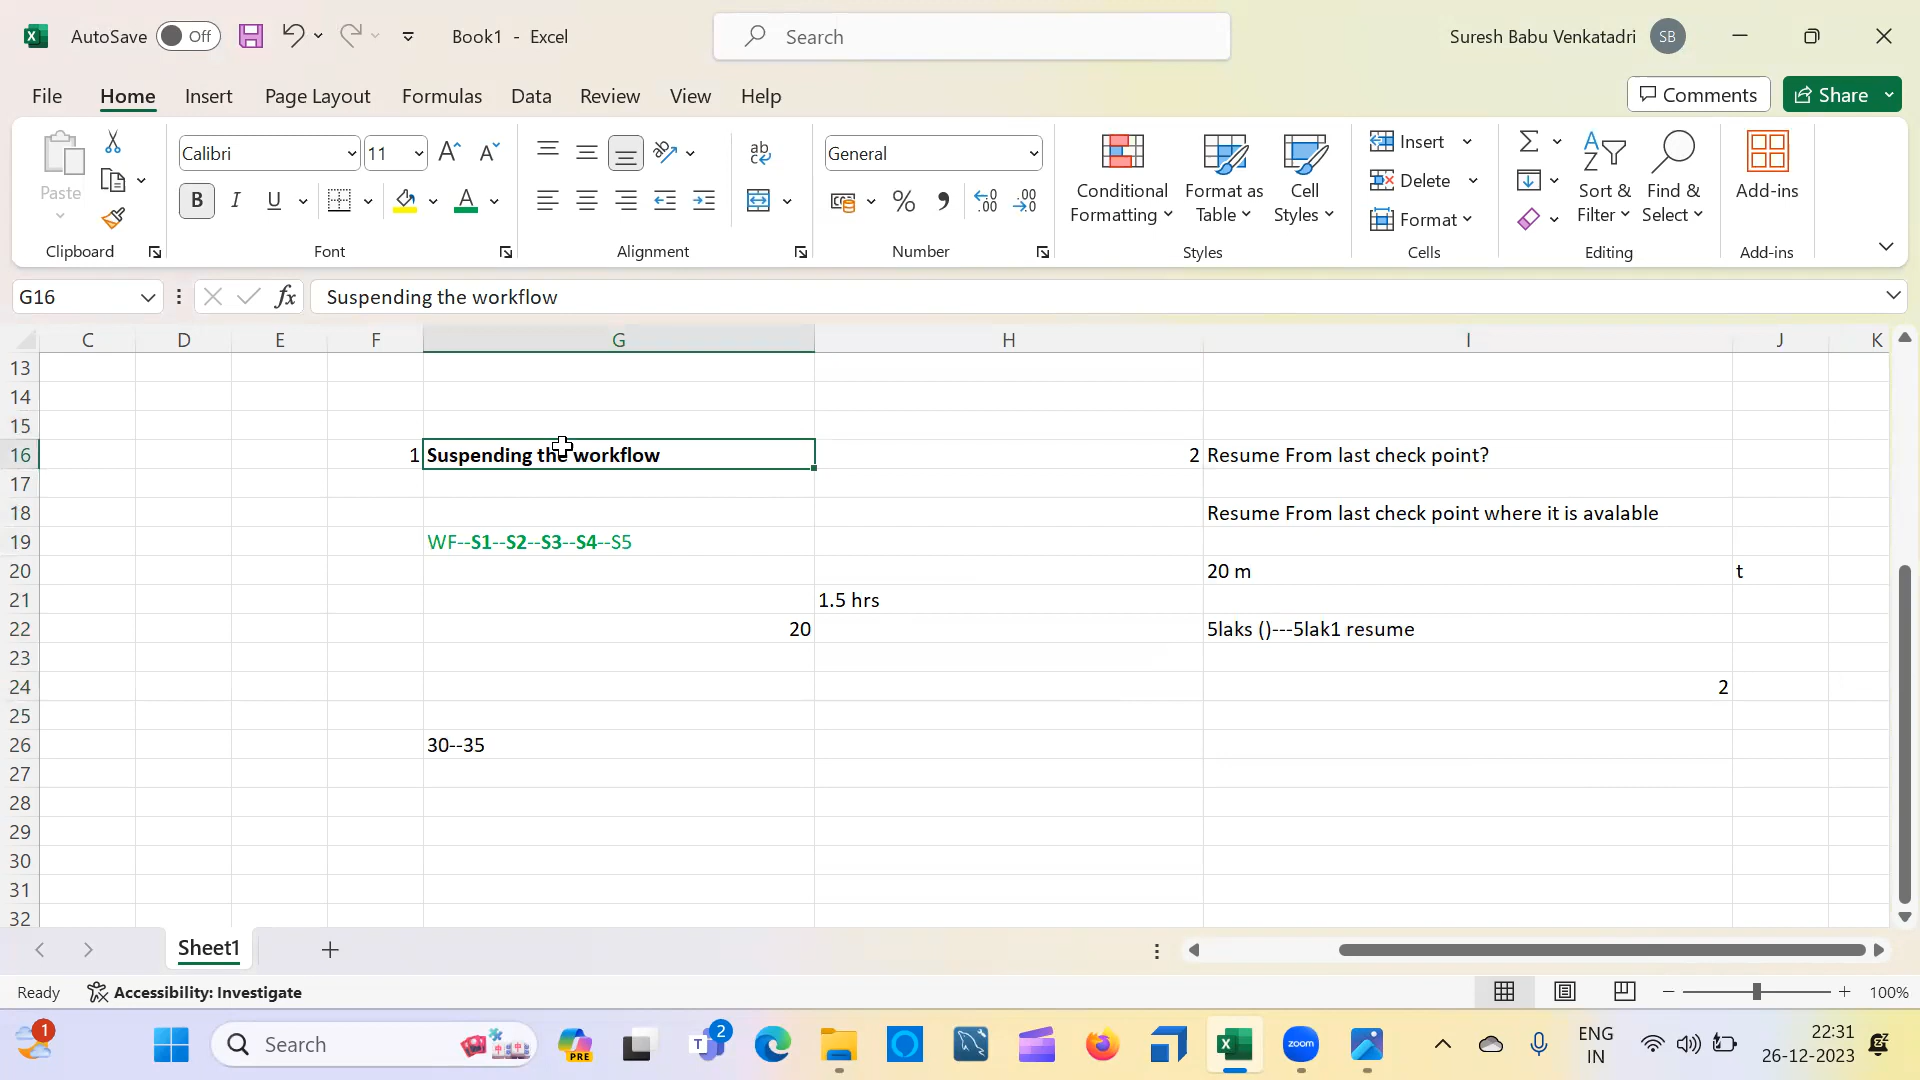 AutoSave Off Book1 - Excel Search Suresh Babu Venkatadri SB
File Home Insert Page Layout Formulas Data Review View Help Comments Share
Paste Calibri 11 General Conditional Formatting Format as Table Cell Styles Insert Delete Format Sort & Filter Find & Select Add-ins
Clipboard Font Alignment Number Styles Cells Editing Add-ins
G16 fx Suspending the workflow
C D E F G H I J K
13
14
15
16 1 Suspending the workflow 2 Resume From last check point?
17
18 Resume From last check point where it is avalable
19 WF--S1--S2--S3--S4--S5
20 20 m t
21 1.5 hrs
22 20 5laks ()---5lak1 resume
23
24 2
25
26 30--35
27
28
29
30
31
32
Sheet1
Ready Accessibility: Investigate 100%
1 Search PRE T 2 zoom ENG IN 22:31
26-12-2023